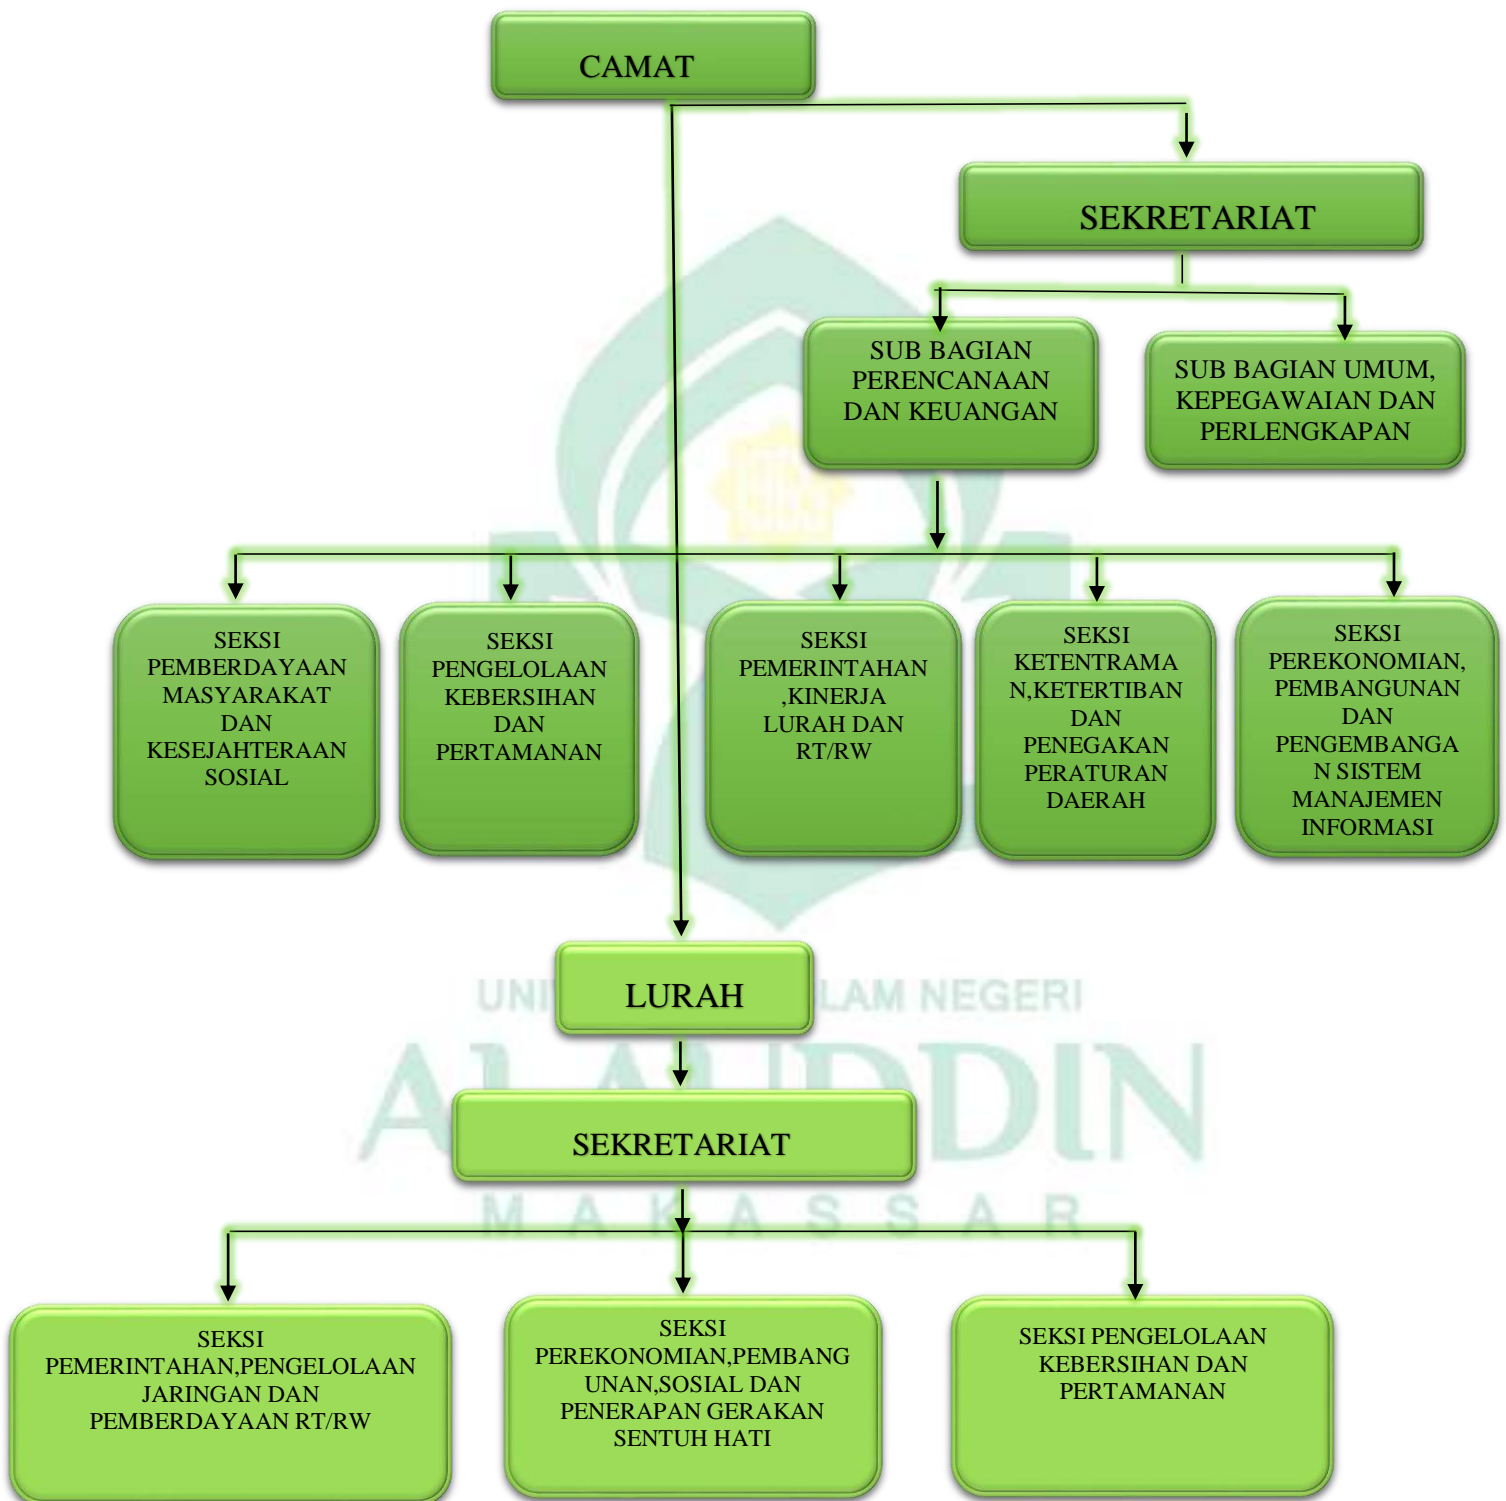 CAMAT
SEKRETARIAT
SUB BAGIAN
PERENCANAAN
DAN KEUANGAN
SUB BAGIAN UMUM,
KEPEGAWAIAN DAN
PERLENGKAPAN
SEKSI
PEMBERDAYAAN
MASYARAKAT
DAN
KESEJAHTERAAN
SOSIAL
SEKSI
PENGELOLAAN
KEBERSIHAN
DAN
PERTAMANAN
SEKSI
PEMERINTAHAN
,KINERJA
LURAH DAN
RT/RW
SEKSI
KETENTRAMA
N,KETERTIBAN
DAN
PENEGAKAN
PERATURAN
DAERAH
SEKSI
PEREKONOMIAN,
PEMBANGUNAN
DAN
PENGEMBANGA
N SISTEM
MANAJEMEN
INFORMASI
LURAH
NEGERI
ALAUDDIN
SEKRETARIAT
MAKASSAR
SEKSI
PEMERINTAHAN,PENGELOLAAN
JARINGAN DAN
PEMBERDAYAAN RT/RW
SEKSI
PEREKONOMIAN,PEMBANG
UNAN,SOSIAL DAN
PENERAPAN GERAKAN
SENTUH HATI
SEKSI PENGELOLAAN
KEBERSIHAN DAN
PERTAMANAN